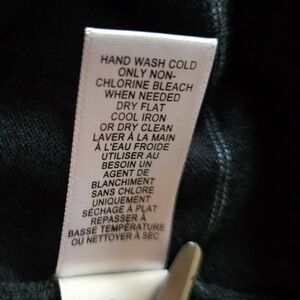 HAND WASH COLD
ONLY NON-
CHLORINE BLEACH
WHEN NEEDED
DRY FLAT
COOL IRON
OR DRY CLEAN
LAVER À LA MAIN
À L'EAU FROIDE
UTILISER AU
BESOIN UN
AGENT DE
BLANCHIMENT
SANS CHLORE
UNIQUEMENT
SÉCHAGE À PLAT
REPASSER À
BASSE TEMPÉRATURE
OU NETTOYER À SEC